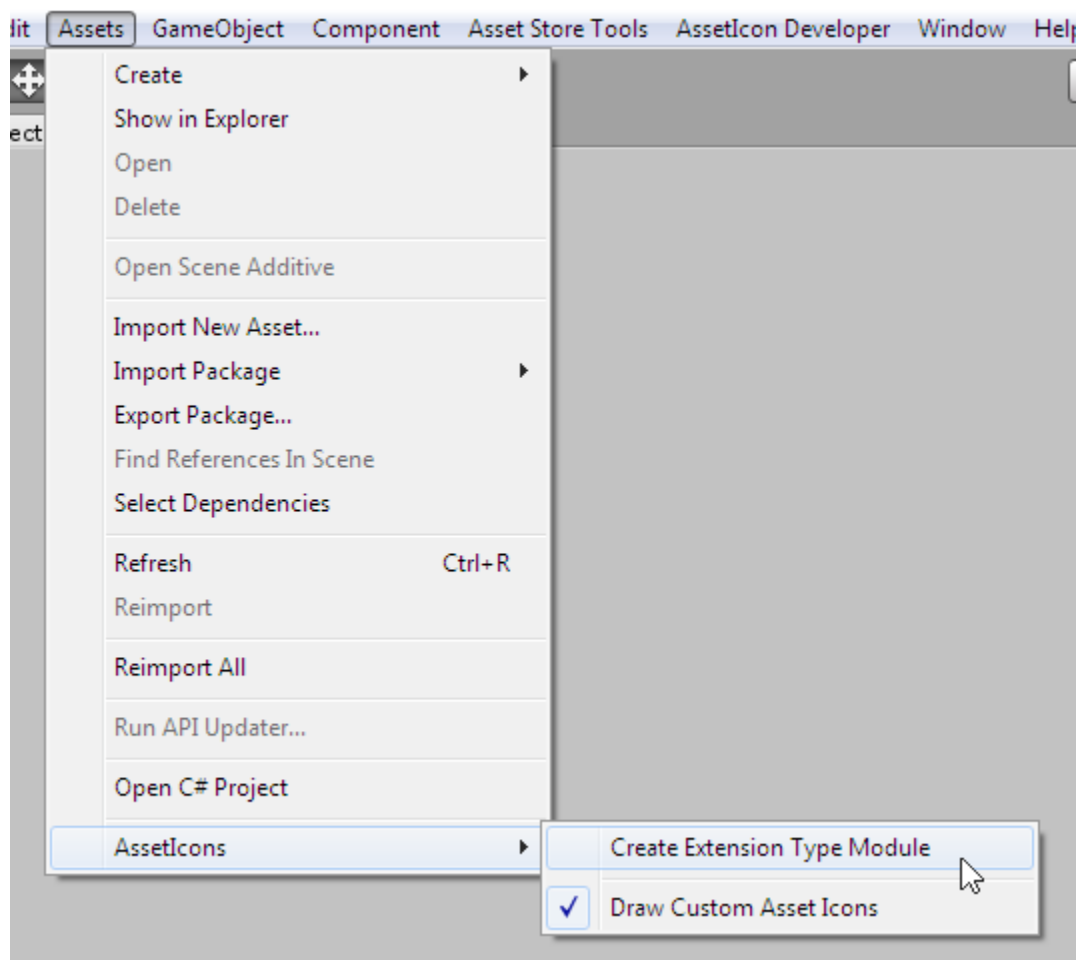 dit Assets GameObject Component Asset Store Tools AssetIcon Developer Window Help
ect
Create
Show in Explorer
Open
Delete
Open Scene Additive
Import New Asset...
Import Package
Export Package...
Find References In Scene
Select Dependencies
Refresh Ctrl+R
Reimport
Reimport All
Run API Updater...
Open C# Project
AssetIcons
Create Extension Type Module
Draw Custom Asset Icons